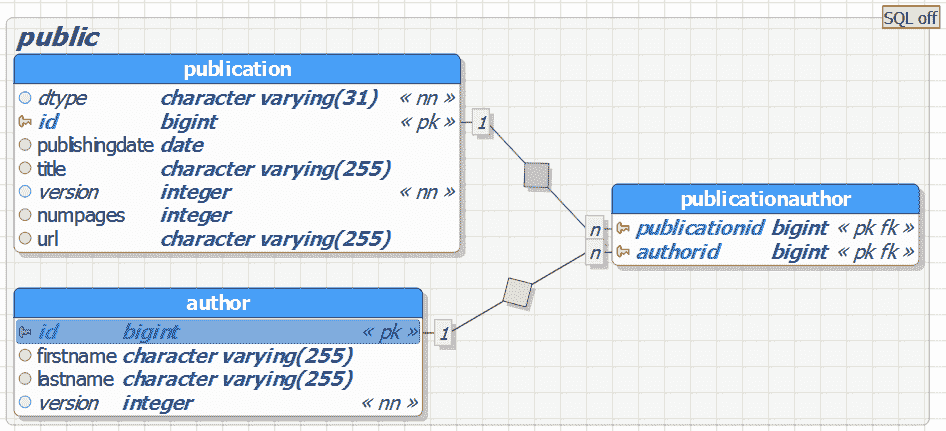 SQL off
public
publication
dtype character varying(31) « nn »
id bigint « pk »
publishingdate date
title character varying(255)
version integer « nn »
numpages integer
url character varying(255)
1
n
n
publicationauthor
publicationid bigint « pk fk »
authorid bigint « pk fk »
author
id bigint « pk »
1
firstname character varying(255)
lastname character varying(255)
version integer « nn »